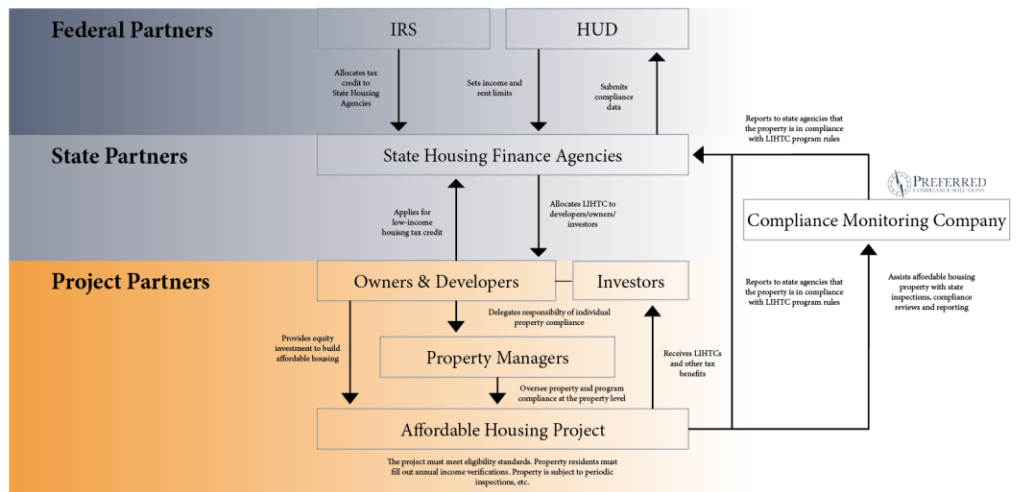 Federal Partners
IRS
HUD
Allocates tax
credit to
State Housing
Agencies
Sets income and
rent limits
Submits
compliance
data
Reports to state agencies that
the property is in compliance
with LIHTC program rules
State Partners
State Housing Finance Agencies
PREFERRED
COMPLIANCE SOLUTIONS
Compliance Monitoring Company
Applies for
low-income
houisng tax credit
Allocates LIHTC to
developers/owners/
investors
Project Partners
Owners & Developers
Investors
Reports to state agencies that
the property is in compliance
with LIHTC program rules
Assists affordable housing
property with state
inspections, compliance
reviews and reporting
Delegates responsibilty of individual
property compliance
Provides equity
investment to build
affordable housing
Property Managers
Receives LIHTCs
and other tax
benefits
Oversee property and program
compliance at the property level
Affordable Housing Project
The project must meet eligibility standards. Properrty residents must
fill out annual income verifications. Property is subject to periodic
inspections, etc.